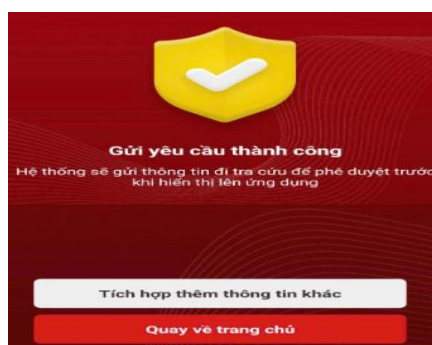 Gửi yêu cầu thành công
Hệ thống sẽ gửi thông tin đi tra cứu để phê duyệt trước
khi hiển thị lên ứng dụng
Tích hợp thêm thông tin khác
Quay về trang chủ